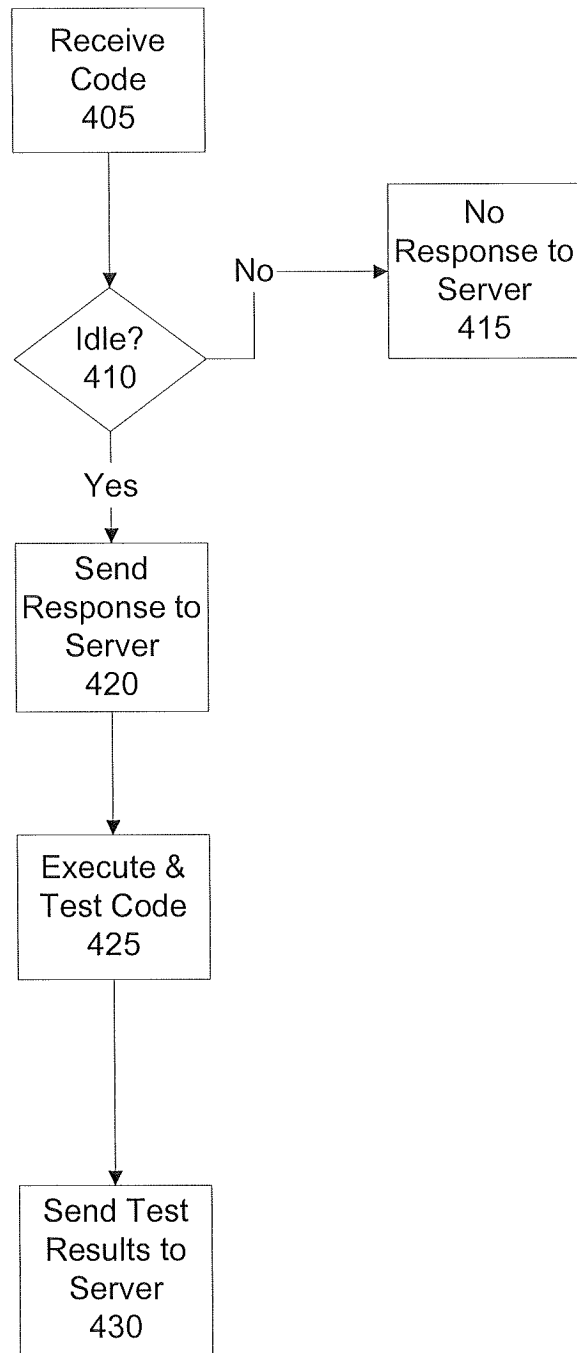 Receive
Code
405
No
Response to
Server
415
No
Idle?
410
Yes
Send
Response to
Server
420
Execute &
Test Code
425
Send Test
Results to
Server
430